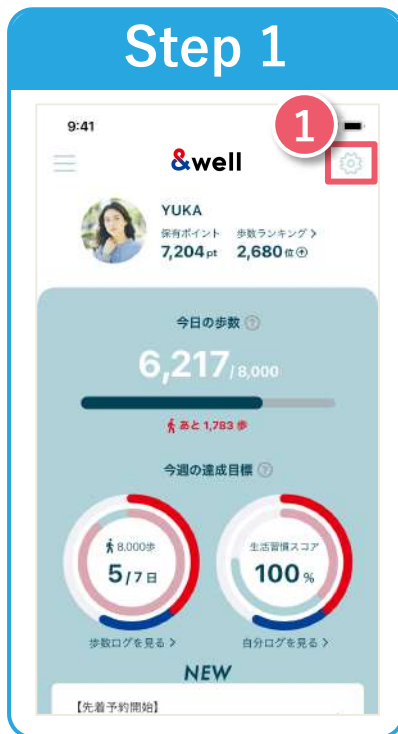 Step 1
9:41
1
&well
YUKA
保有ポイント 歩数ランキング >
7,204 pt 2,680 位
今日の歩数 ?
6,217 / 8,000
あと 1,783 歩
今週の達成目標 ?
8,000歩 生活習慣スコア
5/7日 100 %
歩数ログを見る > 自分ログを見る >
NEW
【先着予約開始】